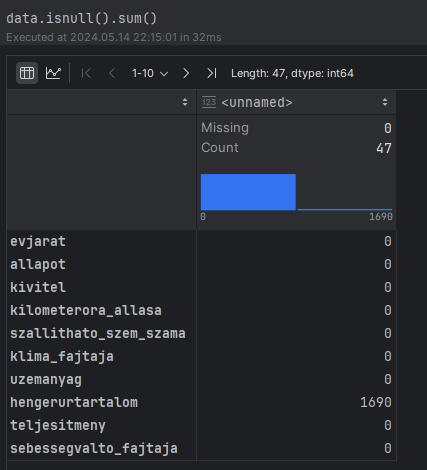 data.isnull().sum()
Executed at 2024.05.14 22:15:01 in 32ms
1-10 Length: 47, dtype: int64
123 <unnamed>
Missing 0
Count 47
0 1690
evjarat 0
allapot 0
kivitel 0
kilometerora_allasa 0
szallithato_szem_szama 0
klima_fajtaja 0
uzemanyag 0
hengerurtartalom 1690
teljesitmeny 0
sebessegvalto_fajtaja 0